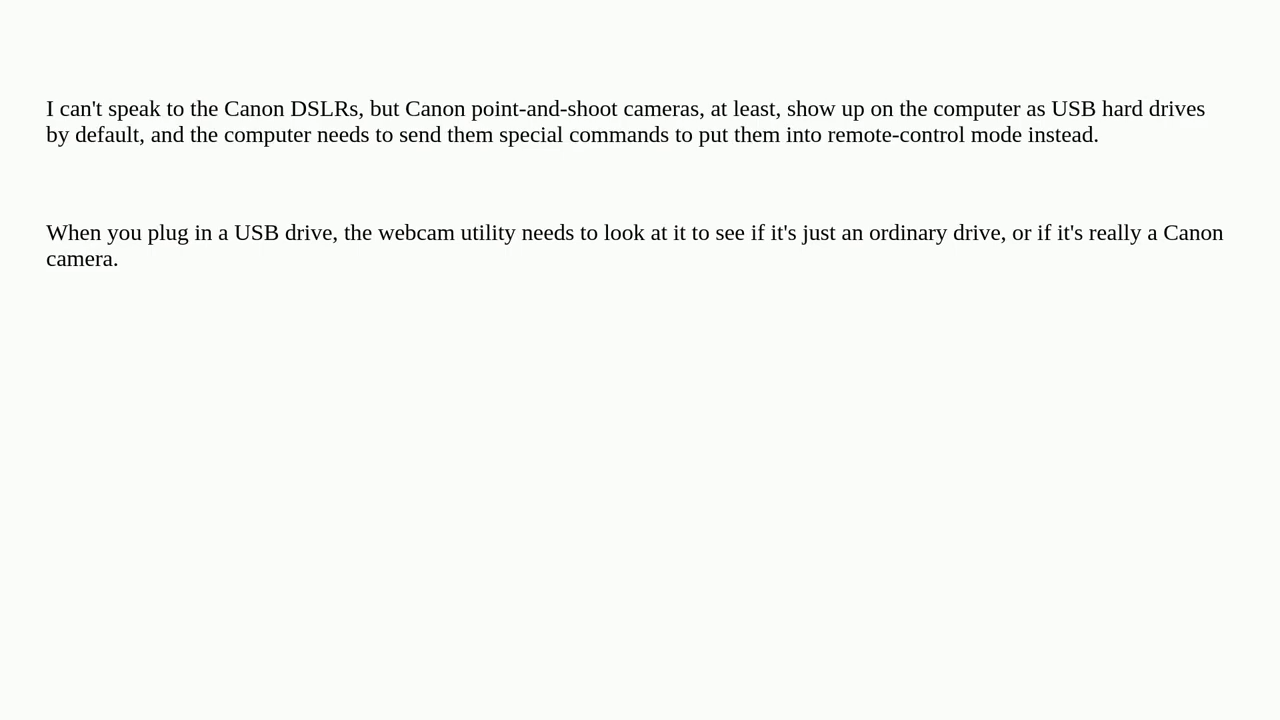 I can't speak to the Canon DSLRs, but Canon point-and-shoot cameras, at least, show up on the computer as USB hard drives
by default, and the computer needs to send them special commands to put them into remote-control mode instead.
When you plug in a USB drive, the webcam utility needs to look at it to see if it's just an ordinary drive, or if it's really a Canon
camera.